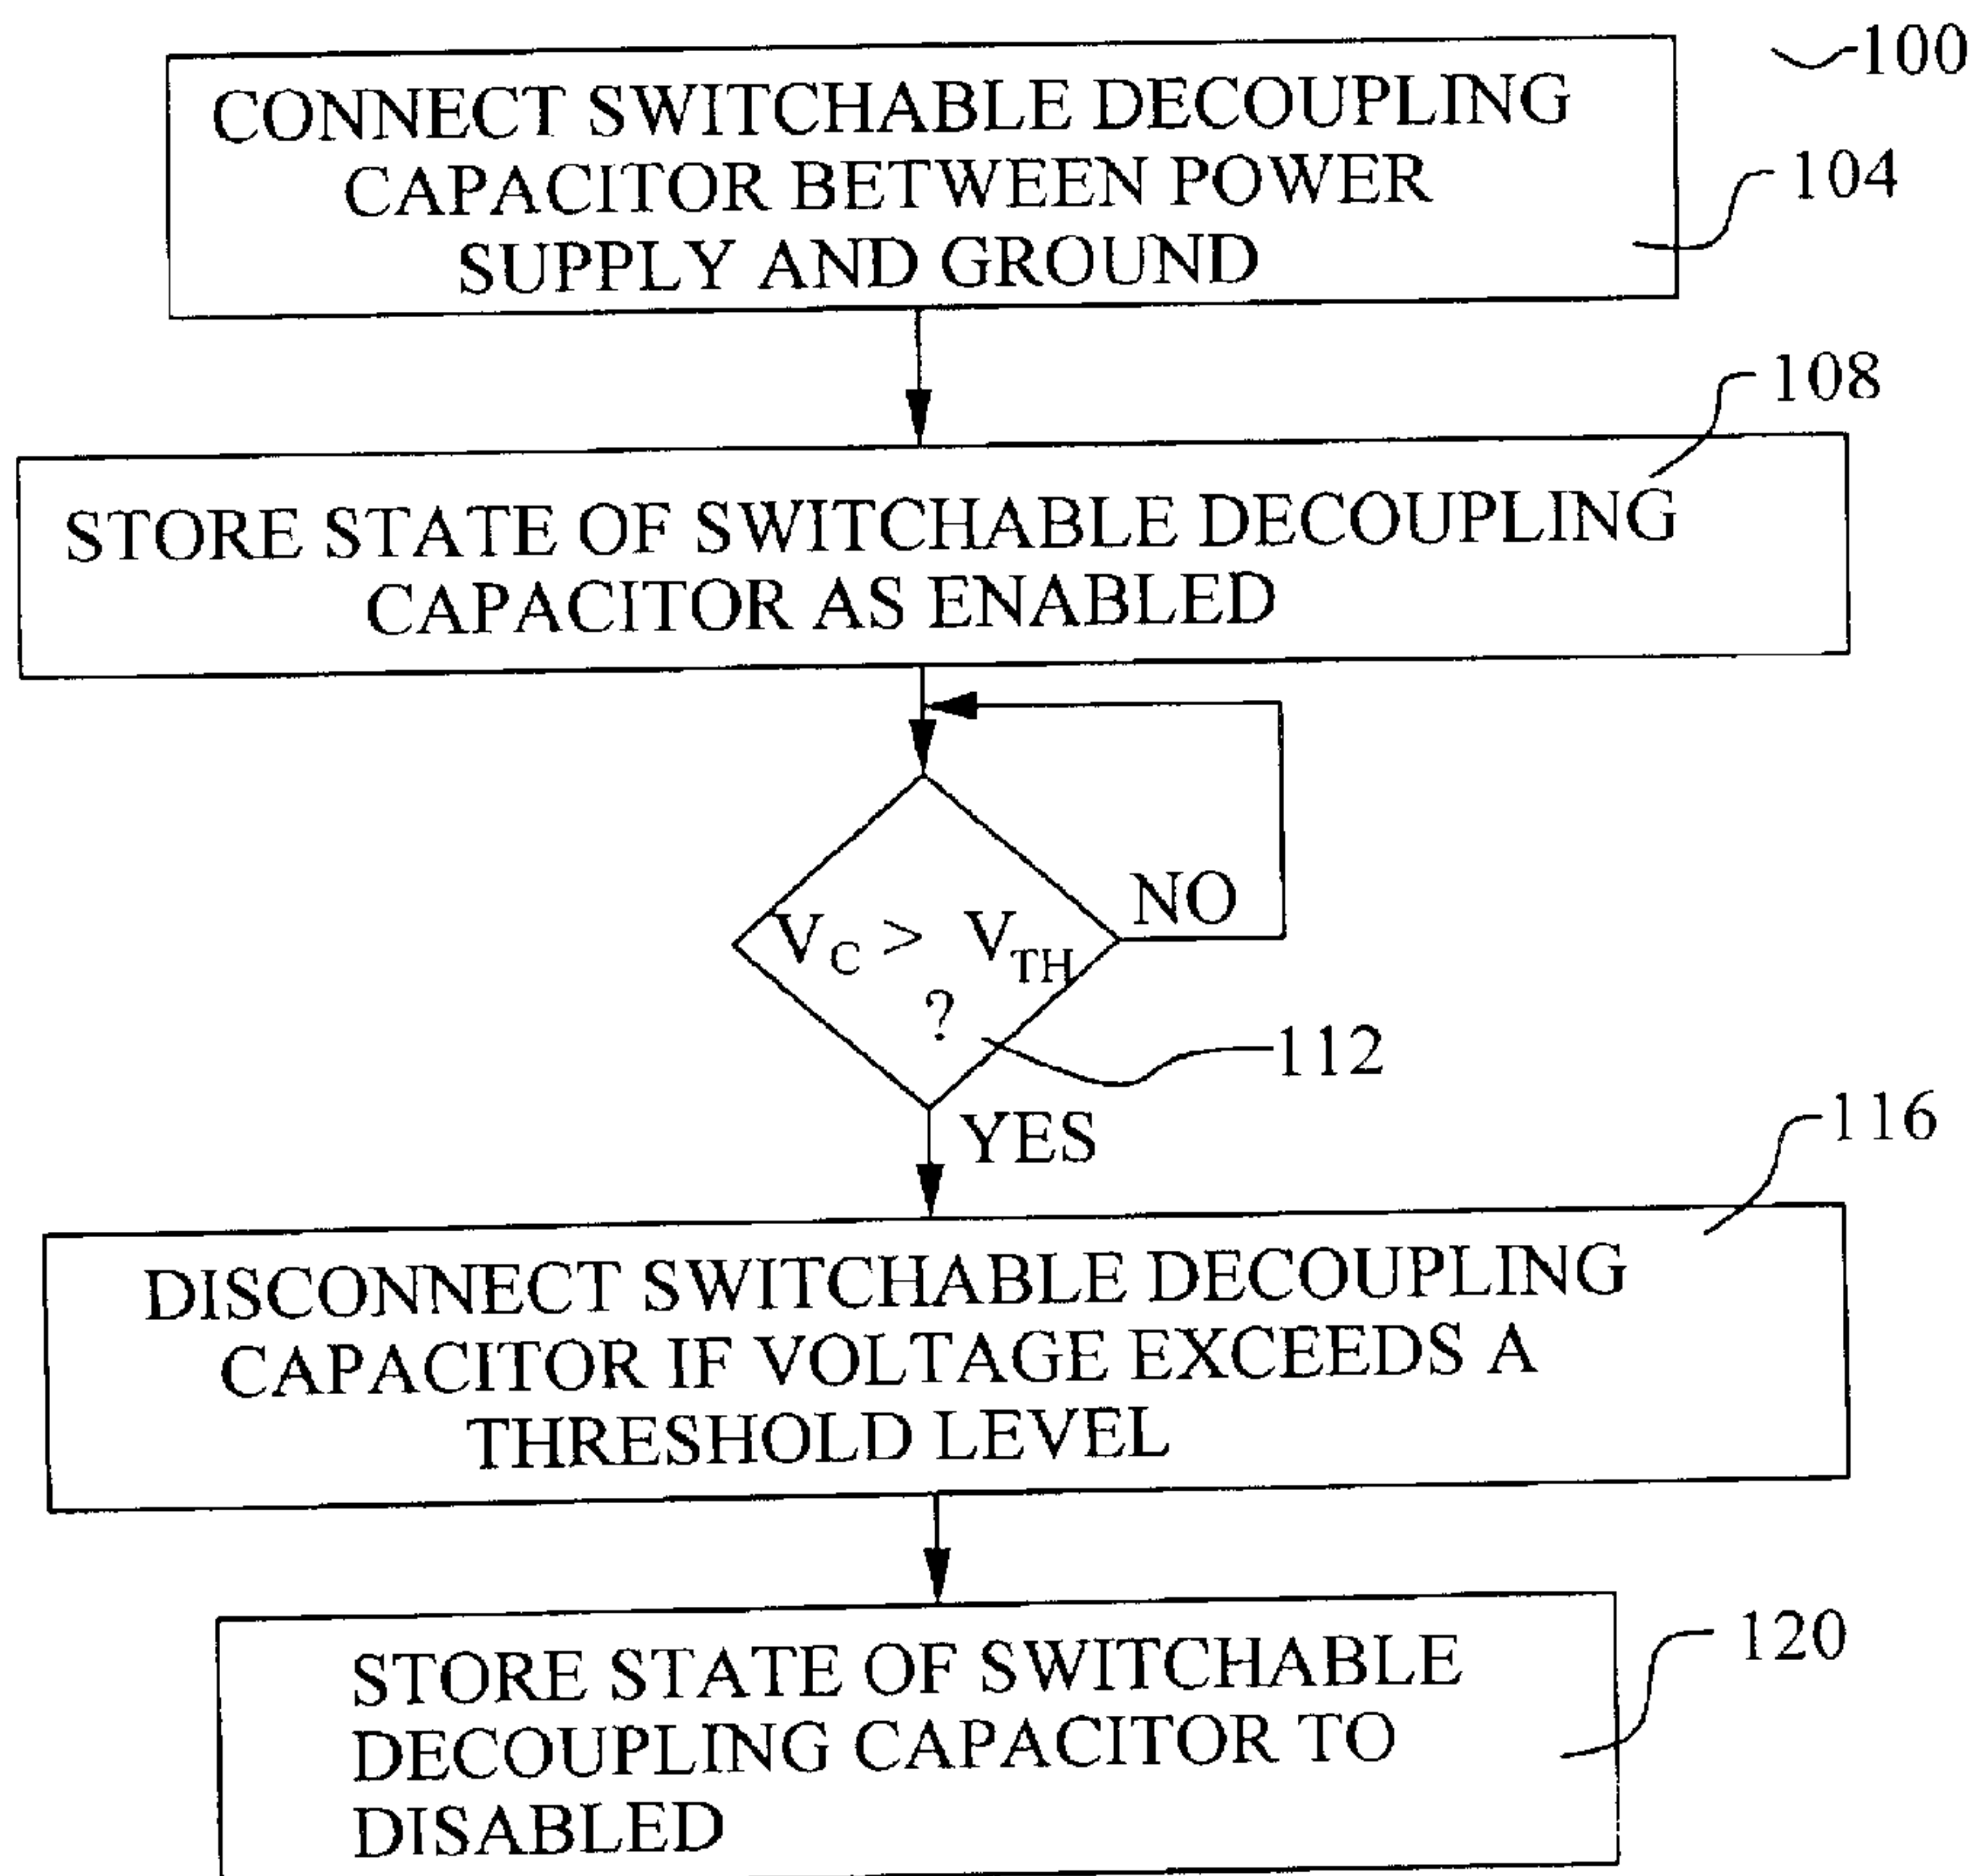 100
CONNECT SWITCHABLE DECOUPLING
CAPACITOR BETWEEN POWER
SUPPLY AND GROUND
104
108
STORE STATE OF SWITCHABLE DECOUPLING
CAPACITOR AS ENABLED
NO
VC > VTH
?
112
YES
116
DISCONNECT SWITCHABLE DECOUPLING
CAPACITOR IF VOLTAGE EXCEEDS A
THRESHOLD LEVEL
STORE STATE OF SWITCHABLE
DECOUPLING CAPACITOR TO
DISABLED
120